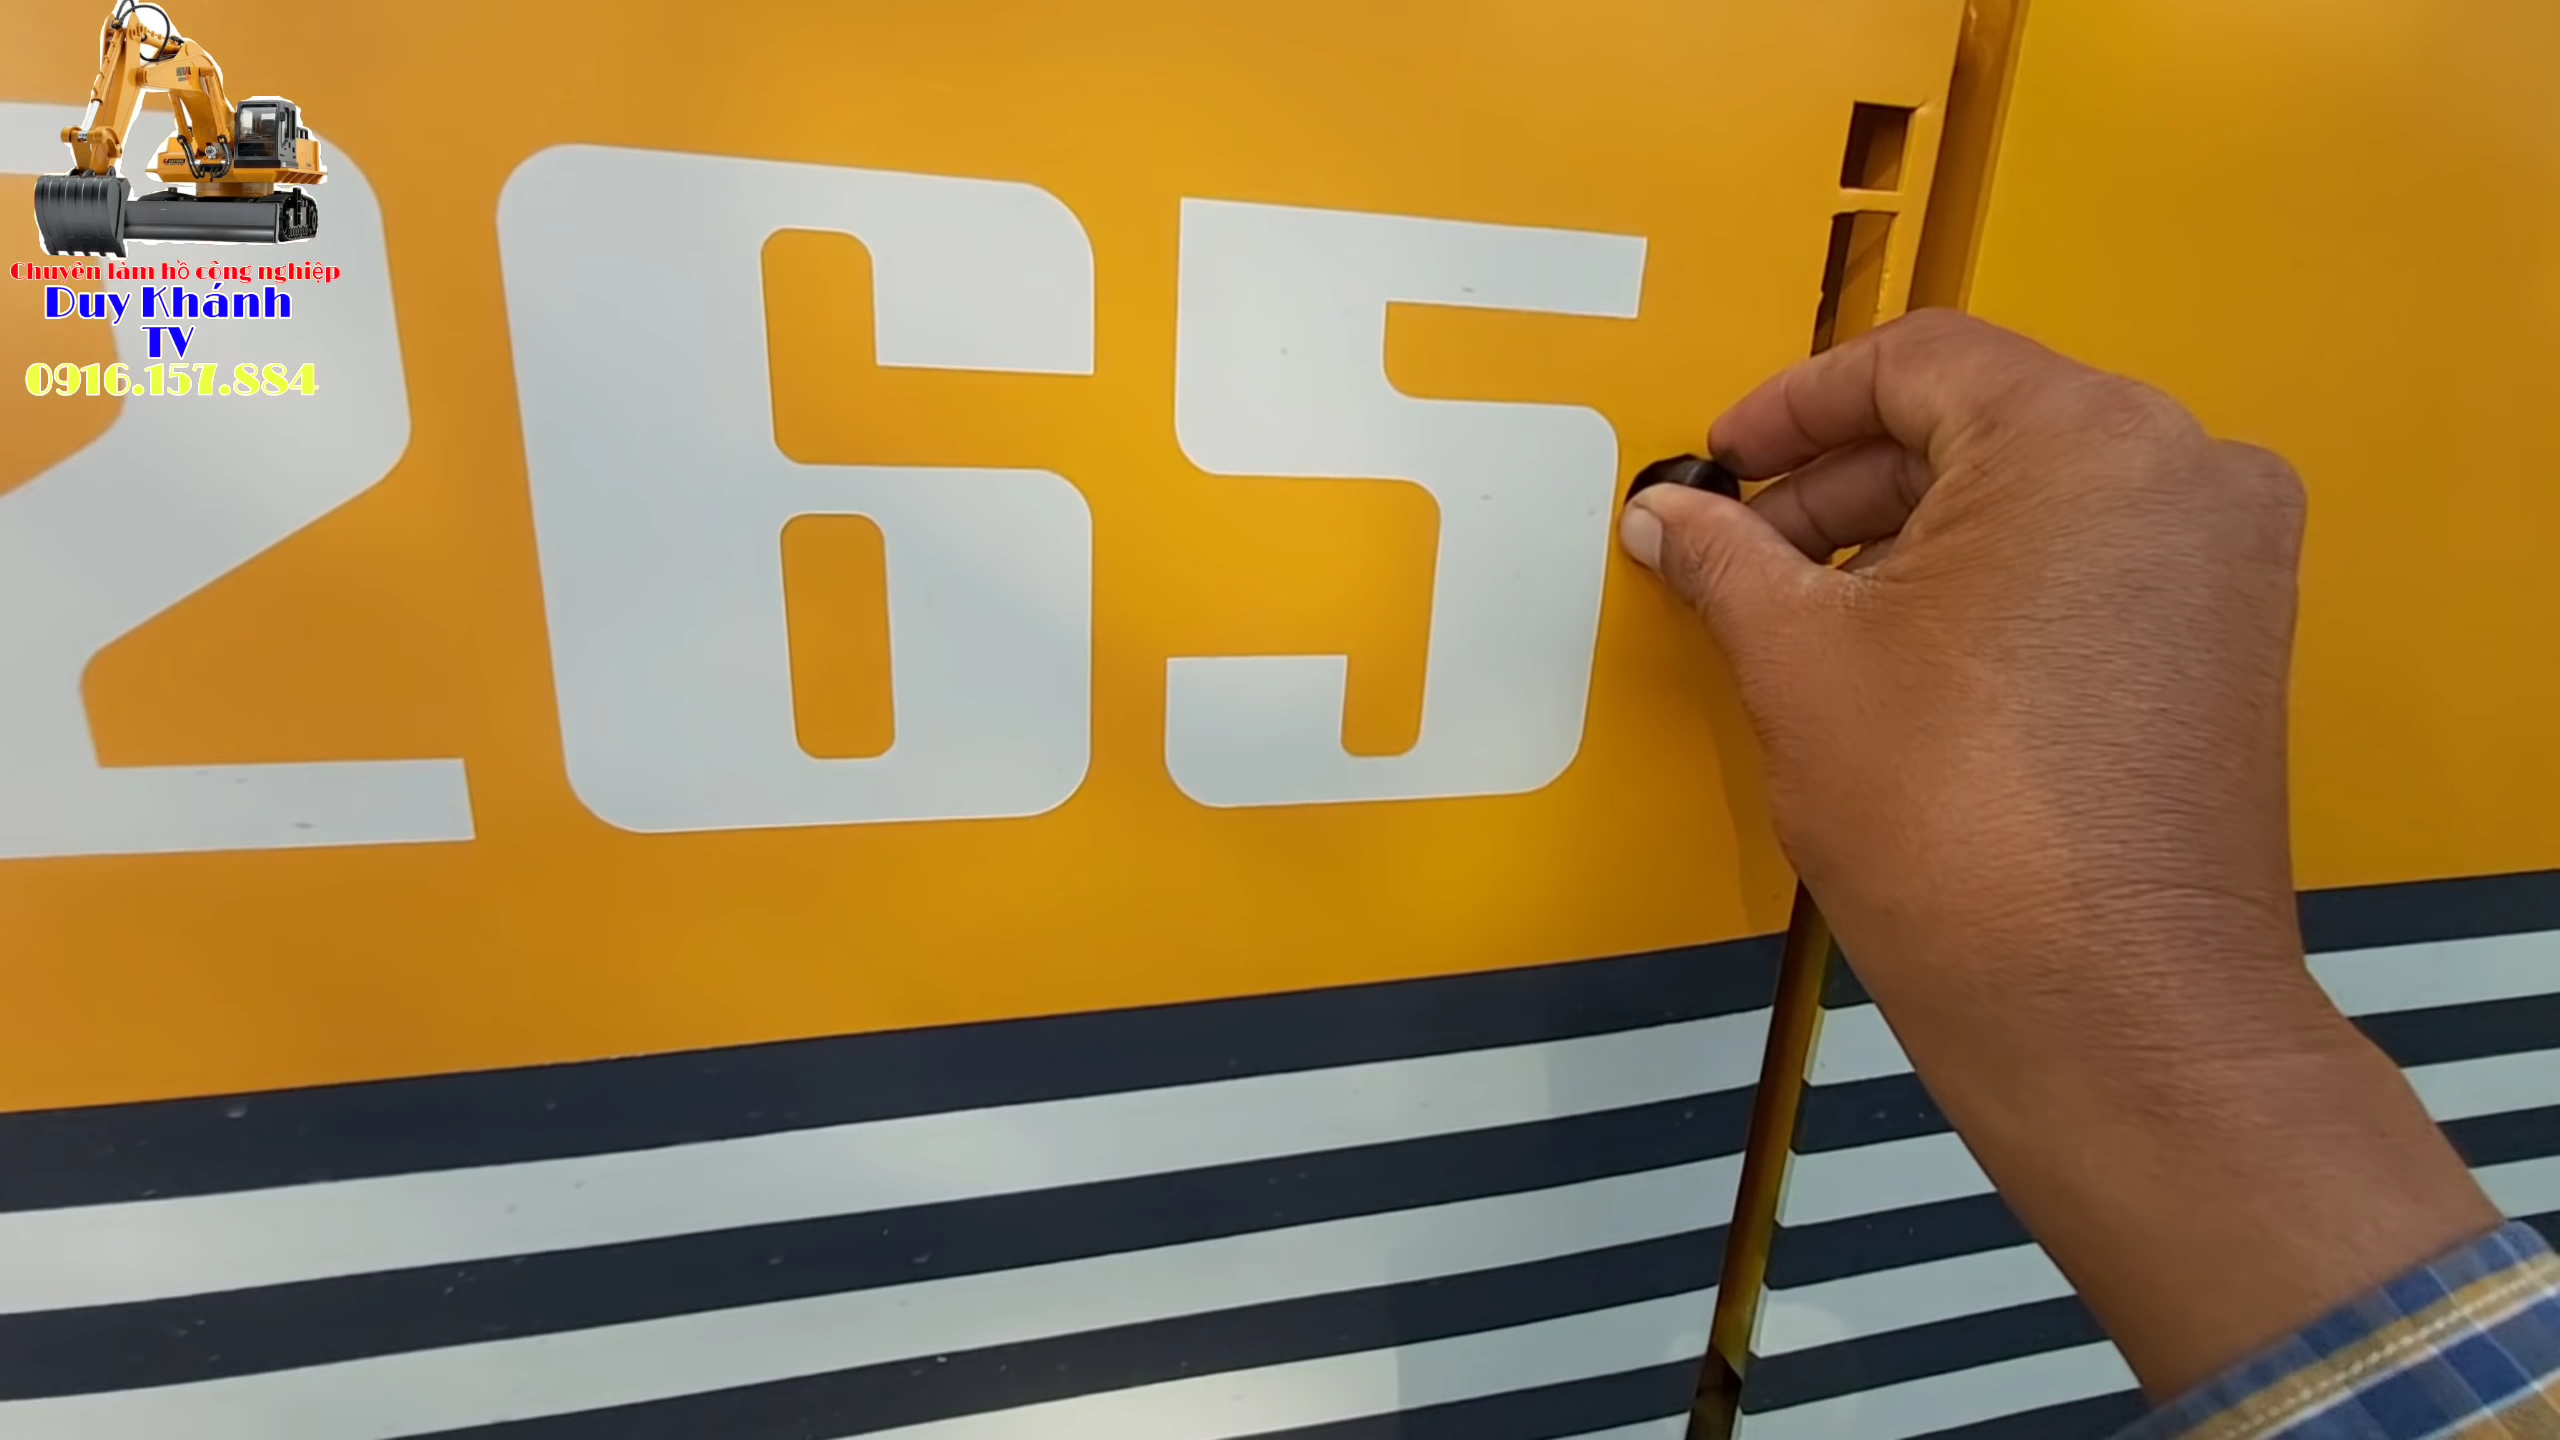 Chuyên làm hồ công nghiệp
Duy Khánh
TV
0916.157.884
265